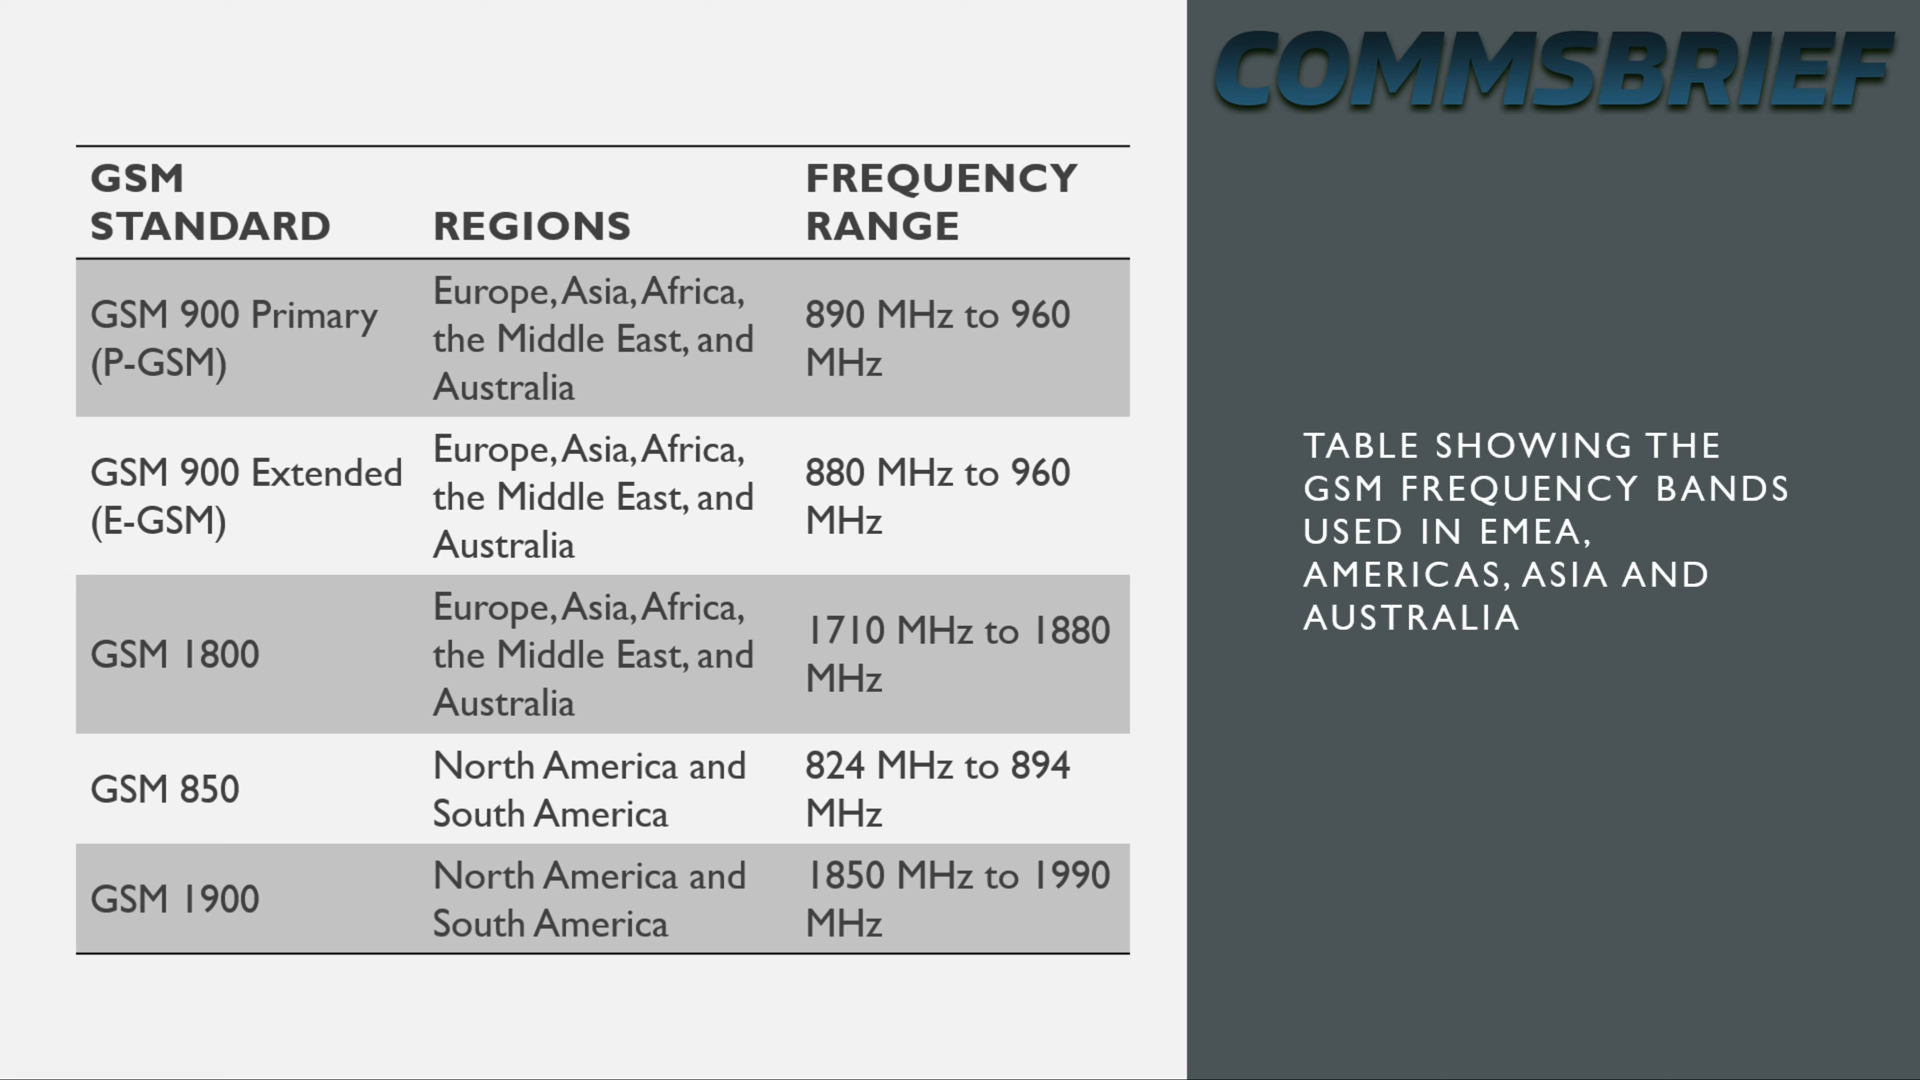 COMMSBRIEF
GSM
STANDARD
REGIONS
FREQUENCY
RANGE
GSM 900 Primary
(P-GSM)
Europe, Asia, Africa,
the Middle East, and
Australia
890 MHz to 960
MHz
GSM 900 Extended
(E-GSM)
Europe, Asia, Africa,
the Middle East, and
Australia
880 MHz to 960
MHz
GSM 1800
Europe, Asia, Africa,
the Middle East, and
Australia
1710 MHz to 1880
MHz
GSM 850
North America and
South America
824 MHz to 894
MHz
GSM 1900
North America and
South America
1850 MHz to 1990
MHz
TABLE SHOWING THE
GSM FREQUENCY BANDS
USED IN EMEA,
AMERICAS, ASIA AND
AUSTRALIA